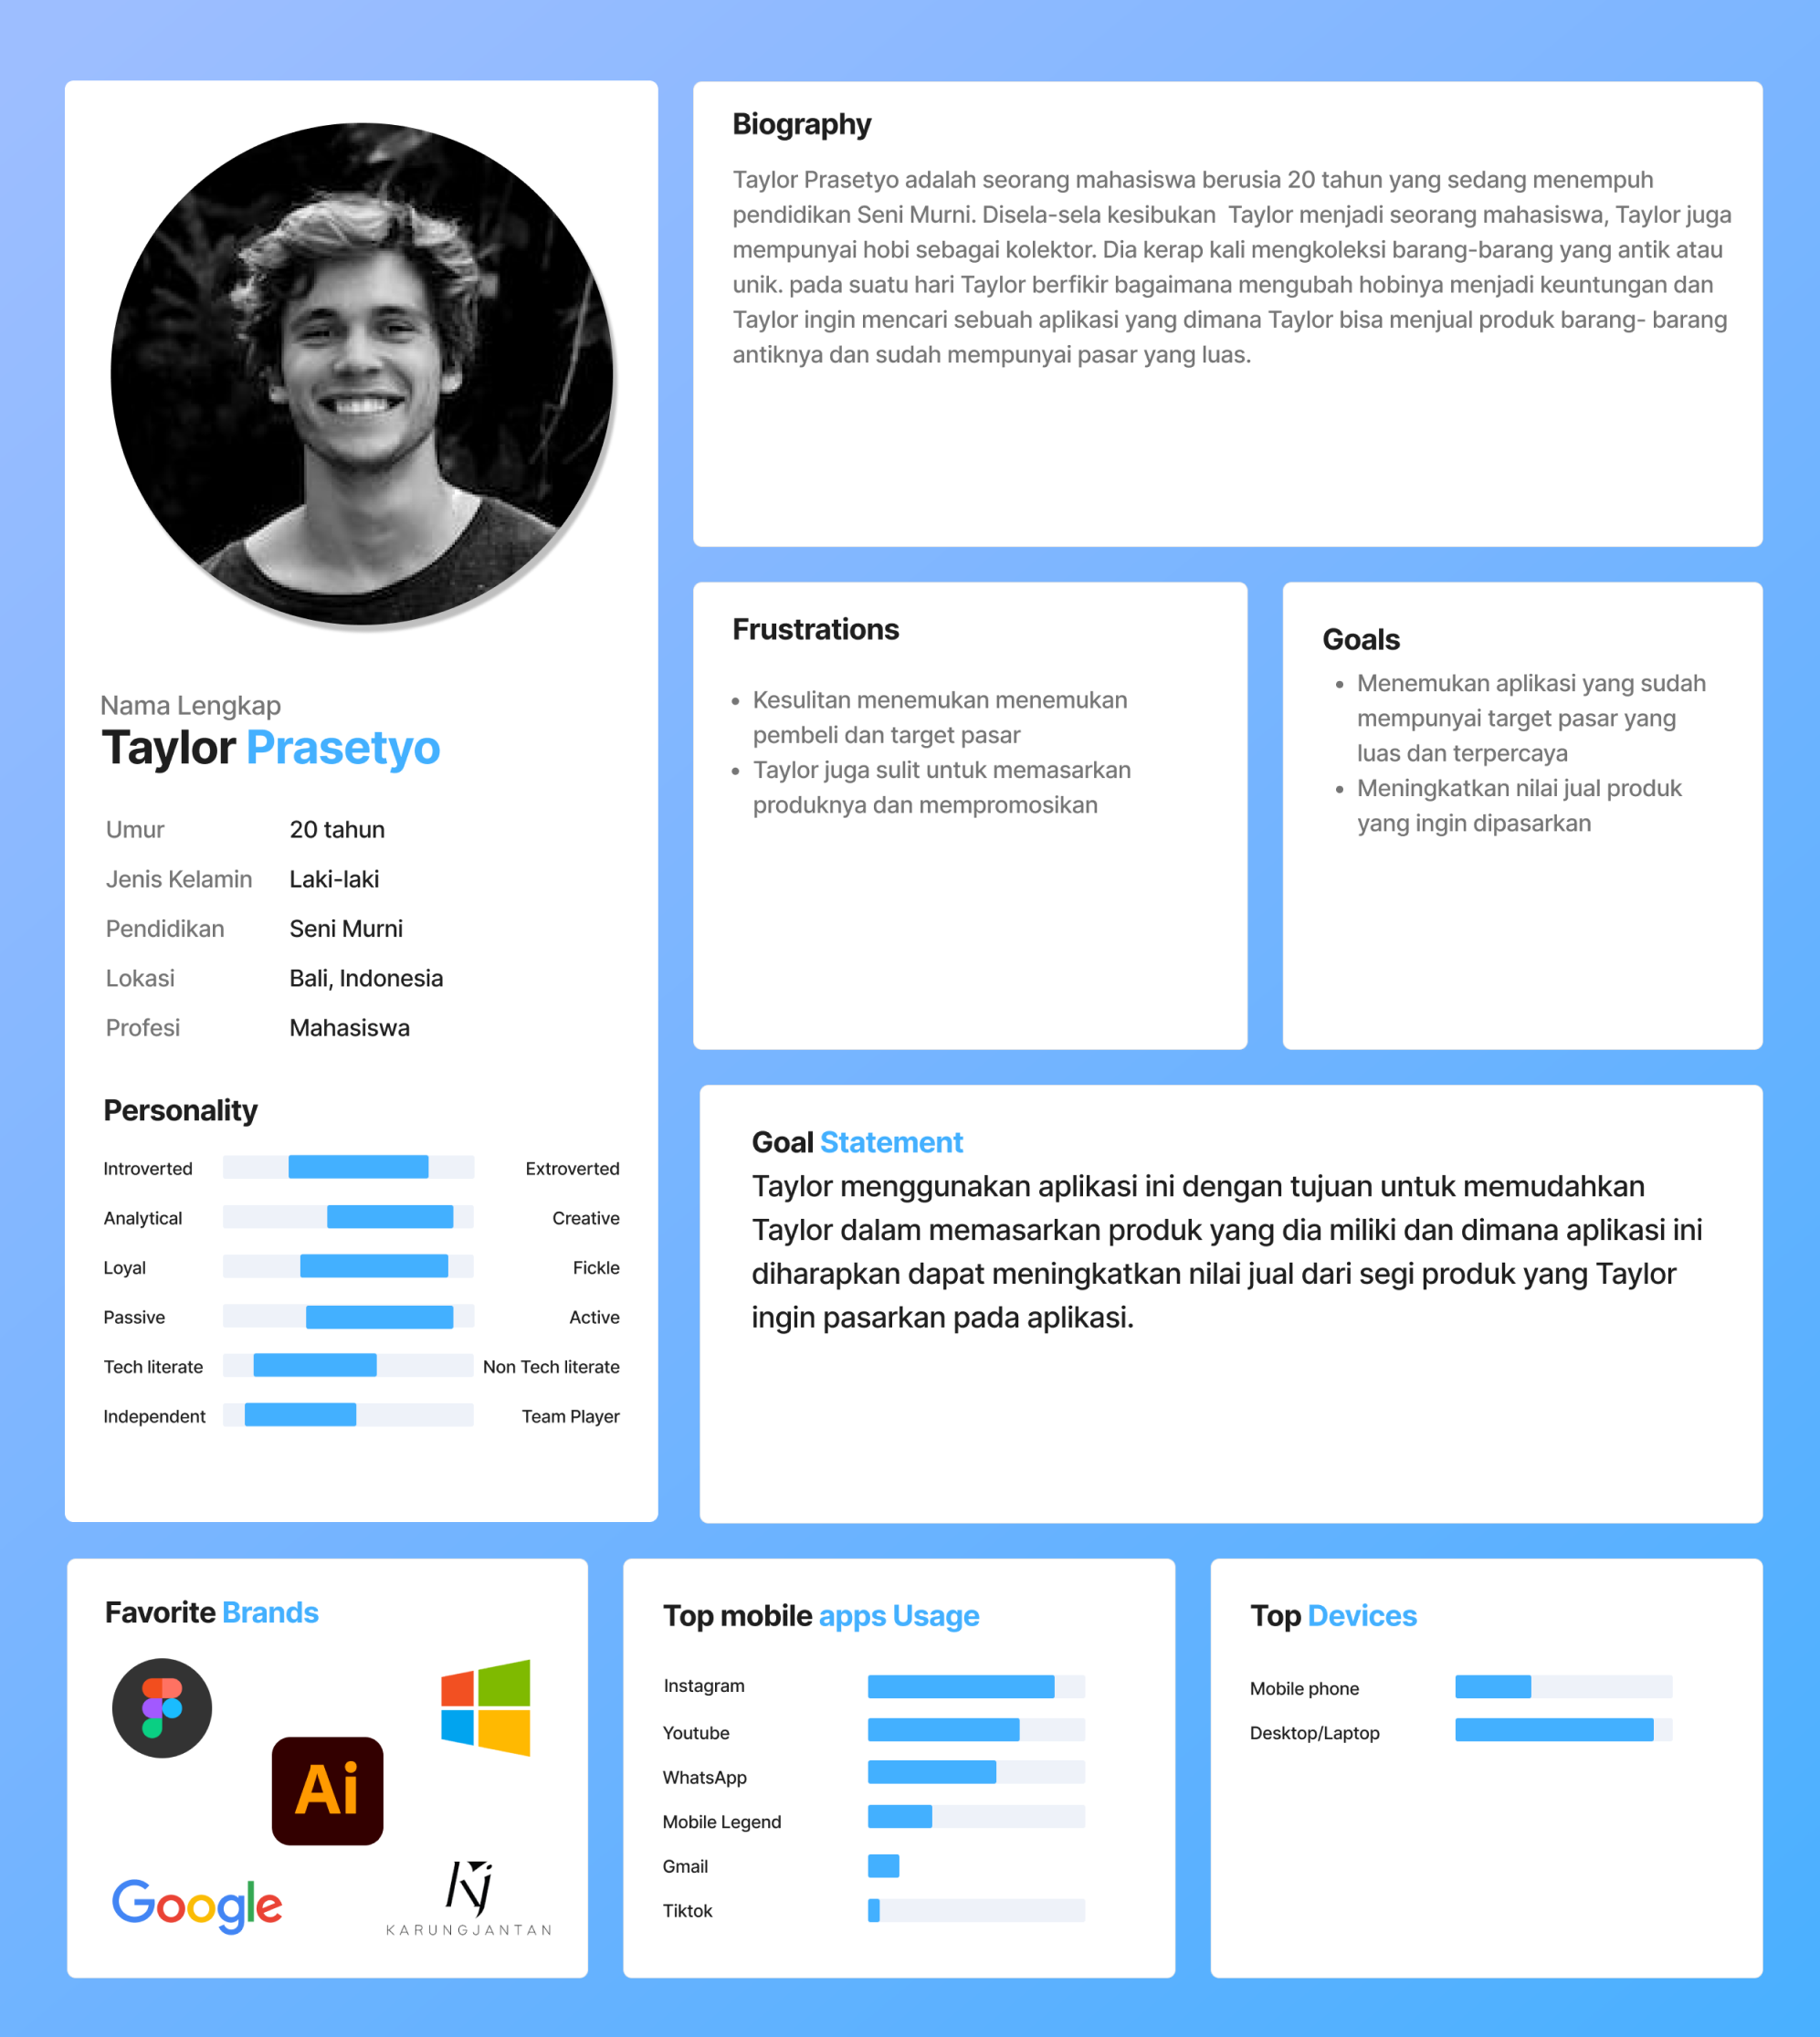 Nama Lengkap
Taylor Prasetyo
Umur 20 tahun
Jenis Kelamin Laki-laki
Pendidikan Seni Murni
Lokasi Bali, Indonesia
Profesi Mahasiswa
Personality
Introverted Extroverted
Analytical Creative
Loyal Fickle
Passive Active
Tech literate Non Tech literate
Independent Team Player
Biography
Taylor Prasetyo adalah seorang mahasiswa berusia 20 tahun yang sedang menempuh
pendidikan Seni Murni. Disela-sela kesibukan  Taylor menjadi seorang mahasiswa, Taylor juga
mempunyai hobi sebagai kolektor. Dia kerap kali mengkoleksi barang-barang yang antik atau
unik. pada suatu hari Taylor berfikir bagaimana mengubah hobinya menjadi keuntungan dan
Taylor ingin mencari sebuah aplikasi yang dimana Taylor bisa menjual produk barang- barang
antiknya dan sudah mempunyai pasar yang luas.
Frustrations
• Kesulitan menemukan menemukan
pembeli dan target pasar
• Taylor juga sulit untuk memasarkan
produknya dan mempromosikan
Goals
• Menemukan aplikasi yang sudah
mempunyai target pasar yang
luas dan terpercaya
• Meningkatkan nilai jual produk
yang ingin dipasarkan
Goal Statement
Taylor menggunakan aplikasi ini dengan tujuan untuk memudahkan
Taylor dalam memasarkan produk yang dia miliki dan dimana aplikasi ini
diharapkan dapat meningkatkan nilai jual dari segi produk yang Taylor
ingin pasarkan pada aplikasi.
Favorite Brands
Ai
Google
Kj
KARUNGJANTAN
Top mobile apps Usage
Instagram
Youtube
WhatsApp
Mobile Legend
Gmail
Tiktok
Top Devices
Mobile phone
Desktop/Laptop